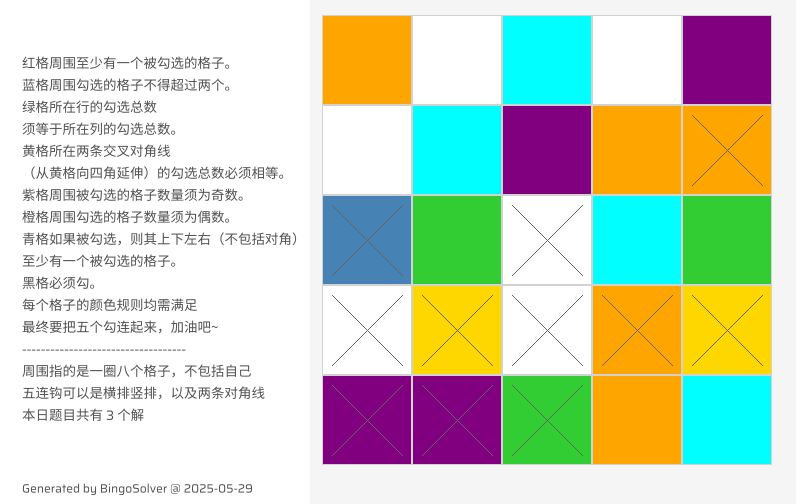 红格周围至少有一个被勾选的格子。
蓝格周围勾选的格子不得超过两个。
绿格所在行的勾选总数
须等于所在列的勾选总数。
黄格所在两条交叉对角线
（从黄格向四角延伸）的勾选总数必须相等。
紫格周围被勾选的格子数量须为奇数。
橙格周围勾选的格子数量须为偶数。
青格如果被勾选，则其上下左右（不包括对角）
至少有一个被勾选的格子。
黑格必须勾。
每个格子的颜色规则均需满足
最终要把五个勾连起来，加油吧~
-----------------------------------
周围指的是一圈八个格子，不包括自己
五连钩可以是横排竖排，以及两条对角线
本日题目共有 3 个解
Generated by BingoSolver @ 2025-05-29